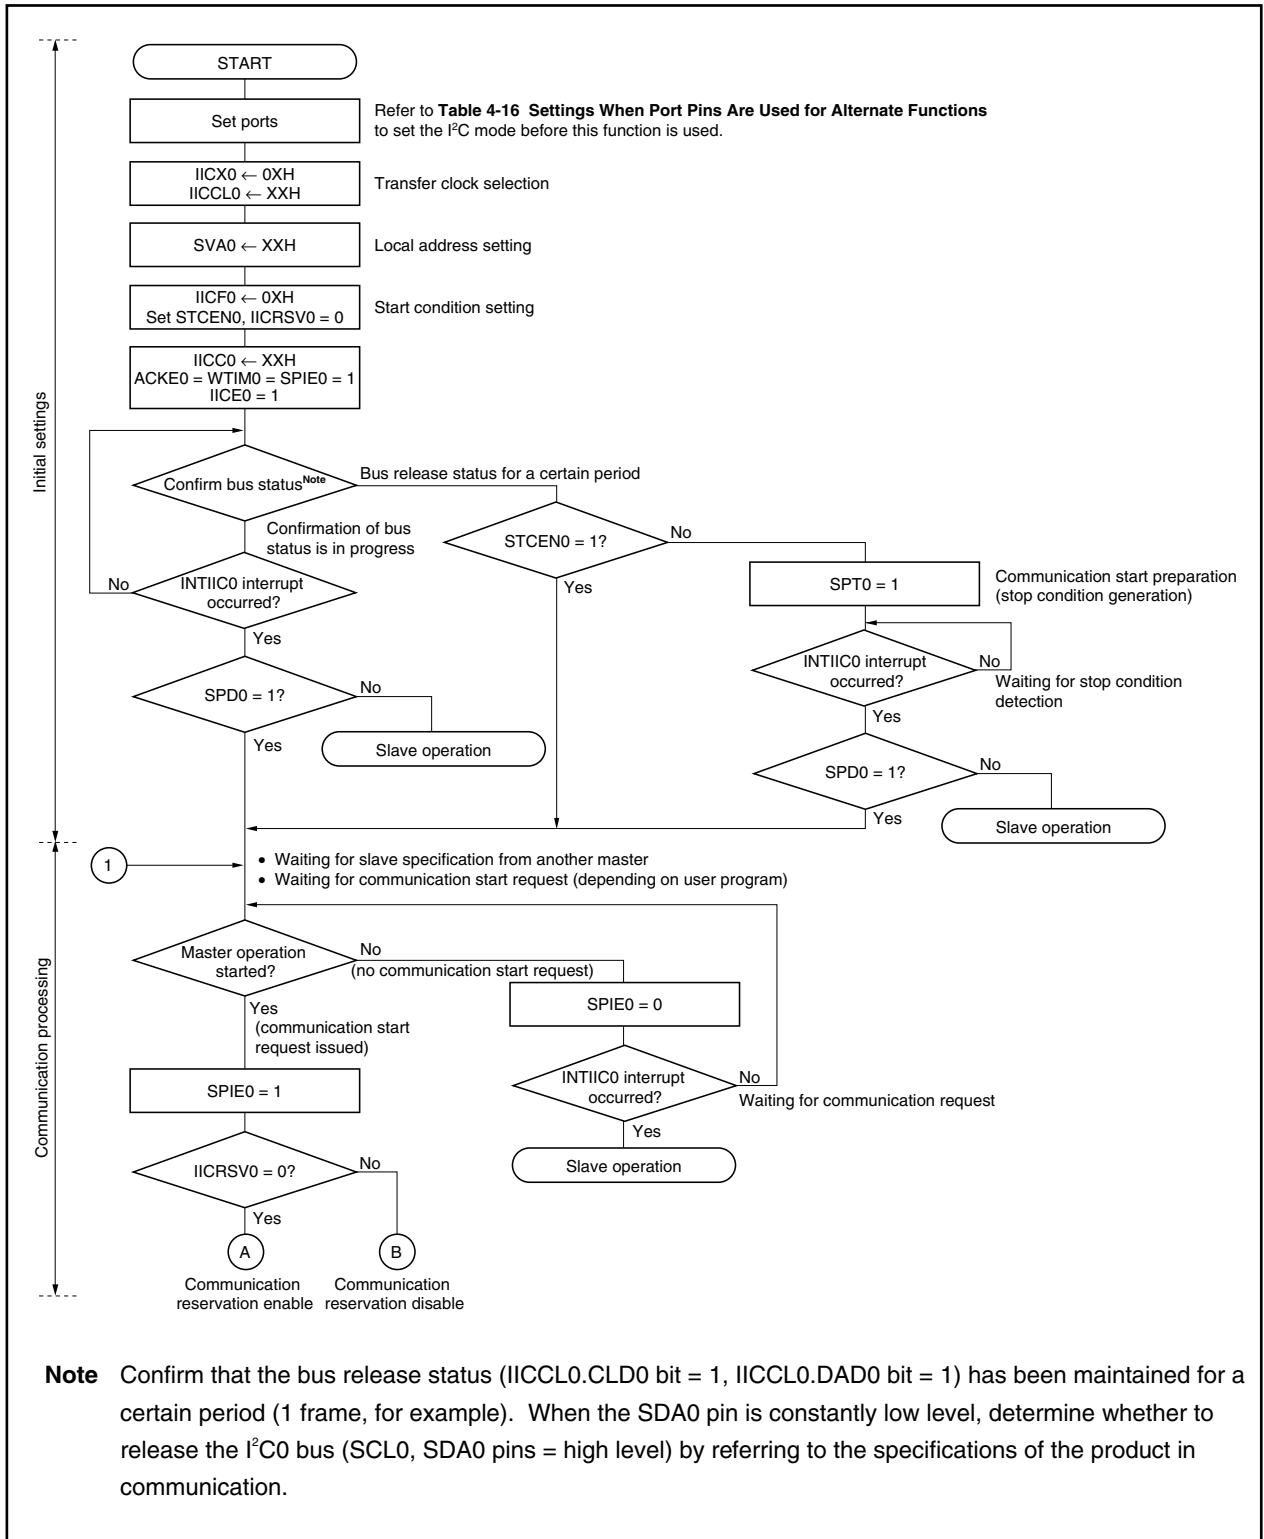 START
Set ports
Refer to Table 4-16 Settings When Port Pins Are Used for Alternate Functions
to set the I²C mode before this function is used.
IICX0 ← 0XH
IICCL0 ← XXH
Transfer clock selection
SVA0 ← XXH
Local address setting
IICF0 ← 0XH
Set STCEN0, IICRSV0 = 0
Start condition setting
IICC0 ← XXH
ACKE0 = WTIM0 = SPIE0 = 1
IICE0 = 1
Initial settings
Confirm bus statusNote
Bus release status for a certain period
Confirmation of bus
status is in progress
STCEN0 = 1?
No
Yes
INTIIC0 interrupt
occurred?
No
Yes
SPT0 = 1
Communication start preparation
(stop condition generation)
INTIIC0 interrupt
occurred?
No
Waiting for stop condition
detection
Yes
SPD0 = 1?
No
Yes
Slave operation
SPD0 = 1?
No
Yes
Slave operation
1
• Waiting for slave specification from another master
• Waiting for communication start request (depending on user program)
Communication processing
Master operation
started?
No
(no communication start request)
Yes
(communication start
request issued)
SPIE0 = 0
INTIIC0 interrupt
occurred?
No
Waiting for communication request
Yes
Slave operation
SPIE0 = 1
IICRSV0 = 0?
No
Yes
A
B
Communication
reservation enable
Communication
reservation disable
Note Confirm that the bus release status (IICCL0.CLD0 bit = 1, IICCL0.DAD0 bit = 1) has been maintained for a
certain period (1 frame, for example). When the SDA0 pin is constantly low level, determine whether to
release the I²C0 bus (SCL0, SDA0 pins = high level) by referring to the specifications of the product in
communication.